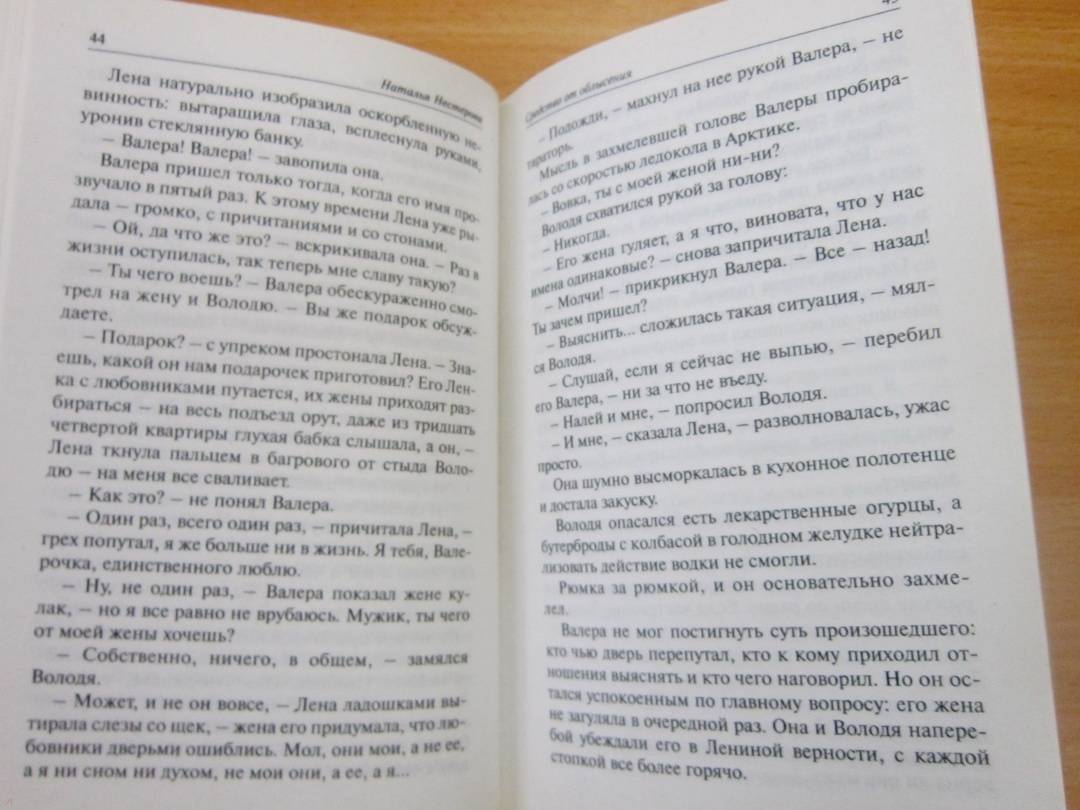 44
Наталья Нестерова
Лена натурально изобразила оскорбленную не-
винность: вытаращила глаза, всплеснула руками,
уронив стеклянную банку.
– Валера! Валера! – завопила она.
Валера пришел только тогда, когда его имя про-
звучало в пятый раз. К этому времени Лена уже ры-
дала – громко, с причитаниями и со стонами.
– Ой, да что же это? – вскрикивала она. – Раз в
жизни оступилась, так теперь мне славу такую?
– Ты чего воешь? – Валера обескураженно смо-
трел на жену и Володю. – Вы же подарок обсуж-
даете.
– Подарок? – с упреком простонала Лена. – Зна-
ешь, какой он нам подарочек приготовил? Его Лен-
ка с любовниками путается, их жены приходят раз-
бираться – на весь подъезд орут, даже из тридцать
четвертой квартиры глухая бабка слышала, а он, –
Лена ткнула пальцем в багрового от стыда Воло-
дю – на меня все сваливает.
– Как это? – не понял Валера.
– Один раз, всего один раз, – причитала Лена, –
грех попутал, я же больше ни в жизнь. Я тебя, Вале-
рочка, единственного люблю.
– Ну, не один раз, – Валера показал жене ку-
лак, – но я все равно не врубаюсь. Мужик, ты чего
от моей жены хочешь?
– Собственно, ничего, в общем, – замялся
Володя.
– Может, и не он вовсе, – Лена ладошками вы-
тирала слезы со щек, – жена его придумала, что лю-
бовники дверьми ошиблись. Мол, они мои, а не ее,
а я ни сном ни духом, не мои они, а ее, а я...
Средство от облысения
45
– Подожди, – махнул на нее рукой Валера, – не
тараторь.
Мысль в захмелевшей голове Валеры пробира-
лась со скоростью ледокола в Арктике.
– Вовка, ты с моей женой ни-ни?
Володя схватился рукой за голову:
– Никогда.
– Его жена гуляет, а я что, виновата, что у нас
имена одинаковые? – снова запричитала Лена.
– Молчи! – прикрикнул Валера. – Все – назад!
Ты зачем пришел?
– Выяснить... сложилась такая ситуация, – мял-
ся Володя.
– Слушай, если я сейчас не выпью, – перебил
его Валера, – ни за что не въеду.
– Налей и мне, – попросил Володя.
– И мне, – сказала Лена, – разволновалась, ужас
просто.
Она шумно высморкалась в кухонное полотенце
и достала закуску.
Володя опасался есть лекарственные огурцы, а
бутерброды с колбасой в голодном желудке нейтра-
лизовать действие водки не смогли.
Рюмка за рюмкой, и он основательно захме-
лел.
Валера не мог постигнуть суть произошедшего:
кто чью дверь перепутал, кто к кому приходил от-
ношения выяснять и кто чего наговорил. Но он ос-
тался успокоенным по главному вопросу: его жена
не загуляла в очередной раз. Она и Володя напере-
бой убеждали его в Лениной верности, с каждой
стопкой все более горячо.